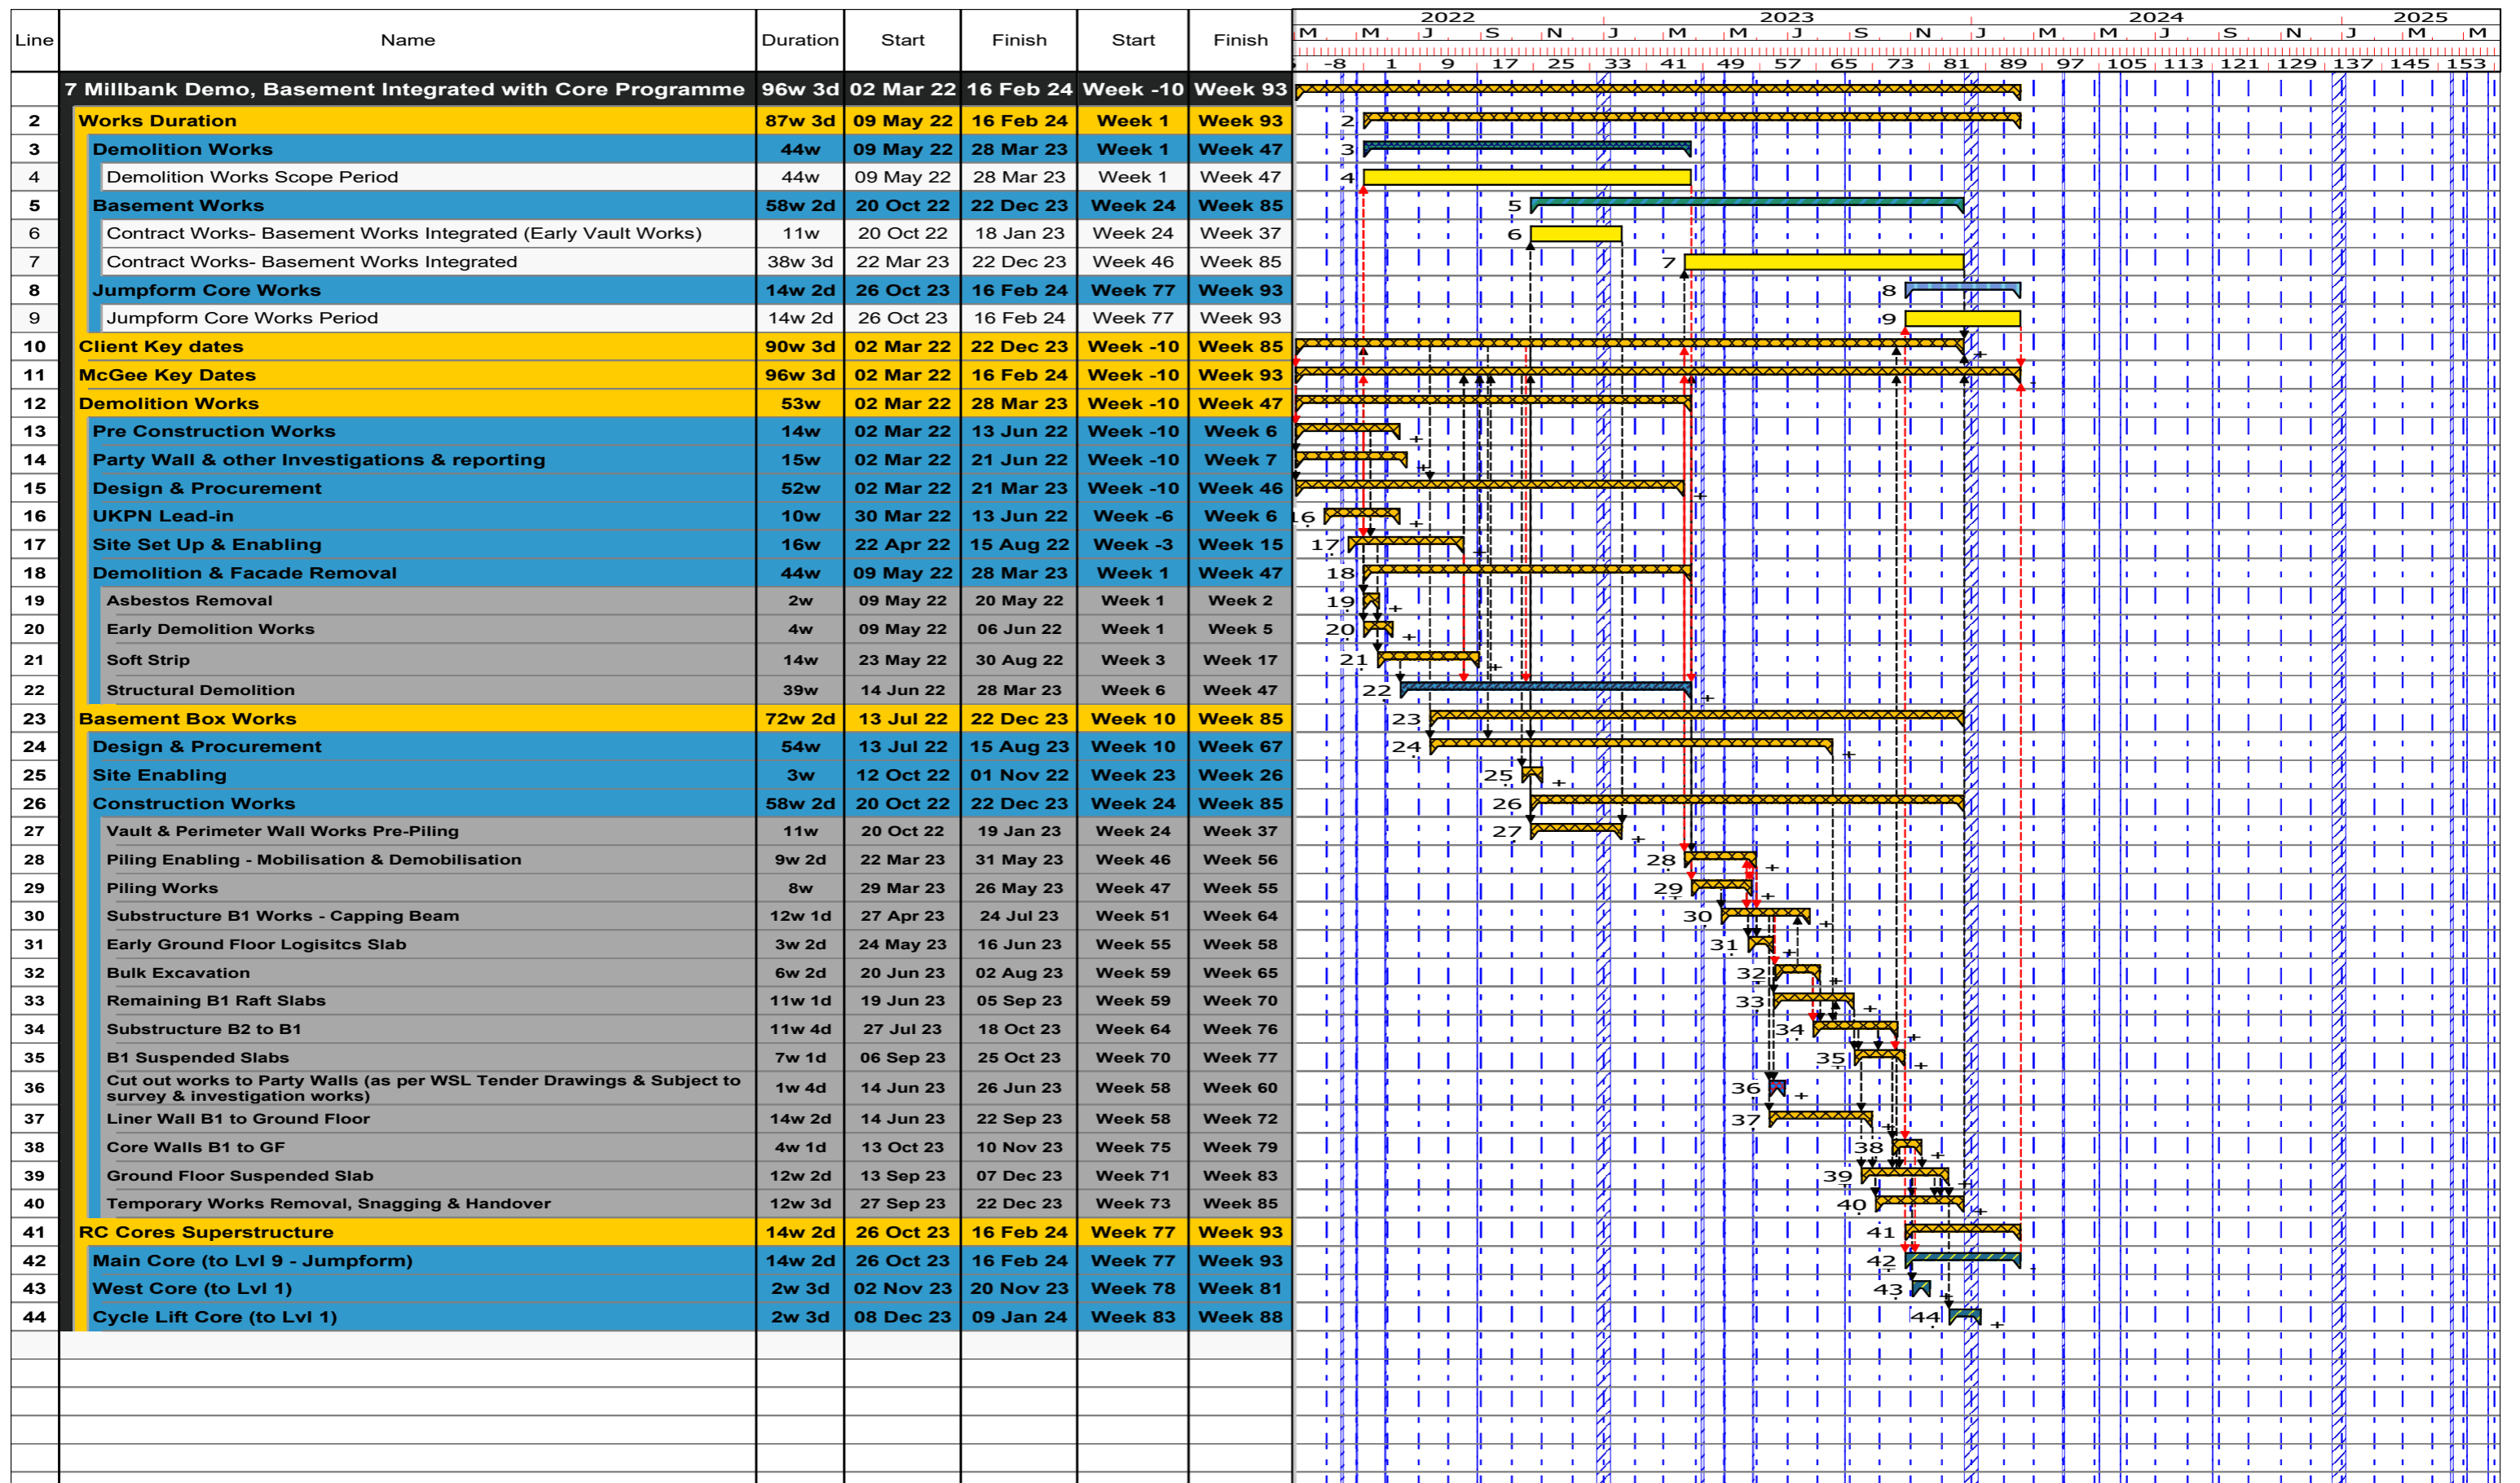 2022 2023 2024 2025
Line Name Duration Start Finish Start Finish
M M J S N J M M J S N J M M J S N J M M
-8 1 9 17 25 33 41 49 57 65 73 81 89 97 105 113 121 129 137 145 153
7 Millbank Demo, Basement Integrated with Core Programme 96w 3d 02 Mar 22 16 Feb 24 Week -10 Week 93
2 Works Duration 87w 3d 09 May 22 16 Feb 24 Week 1 Week 93 2
3 Demolition Works 44w 09 May 22 28 Mar 23 Week 1 Week 47 3
4 Demolition Works Scope Period 44w 09 May 22 28 Mar 23 Week 1 Week 47 4
5 Basement Works 58w 2d 20 Oct 22 22 Dec 23 Week 24 Week 85 5
6 Contract Works- Basement Works Integrated (Early Vault Works) 11w 20 Oct 22 18 Jan 23 Week 24 Week 37 6
7 Contract Works- Basement Works Integrated 38w 3d 22 Mar 23 22 Dec 23 Week 46 Week 85 7
8 Jumpform Core Works 14w 2d 26 Oct 23 16 Feb 24 Week 77 Week 93 8
9 Jumpform Core Works Period 14w 2d 26 Oct 23 16 Feb 24 Week 77 Week 93 9
10 Client Key dates 90w 3d 02 Mar 22 22 Dec 23 Week -10 Week 85
11 McGee Key Dates 96w 3d 02 Mar 22 16 Feb 24 Week -10 Week 93
12 Demolition Works 53w 02 Mar 22 28 Mar 23 Week -10 Week 47
13 Pre Construction Works 14w 02 Mar 22 13 Jun 22 Week -10 Week 6
14 Party Wall & other Investigations & reporting 15w 02 Mar 22 21 Jun 22 Week -10 Week 7
15 Design & Procurement 52w 02 Mar 22 21 Mar 23 Week -10 Week 46
16 UKPN Lead-in 10w 30 Mar 22 13 Jun 22 Week -6 Week 6 16
17 Site Set Up & Enabling 16w 22 Apr 22 15 Aug 22 Week -3 Week 15 17
18 Demolition & Facade Removal 44w 09 May 22 28 Mar 23 Week 1 Week 47 18
19 Asbestos Removal 2w 09 May 22 20 May 22 Week 1 Week 2 19
20 Early Demolition Works 4w 09 May 22 06 Jun 22 Week 1 Week 5 20
21 Soft Strip 14w 23 May 22 30 Aug 22 Week 3 Week 17 21
22 Structural Demolition 39w 14 Jun 22 28 Mar 23 Week 6 Week 47 22
23 Basement Box Works 72w 2d 13 Jul 22 22 Dec 23 Week 10 Week 85 23
24 Design & Procurement 54w 13 Jul 22 15 Aug 23 Week 10 Week 67 24
25 Site Enabling 3w 12 Oct 22 01 Nov 22 Week 23 Week 26 25
26 Construction Works 58w 2d 20 Oct 22 22 Dec 23 Week 24 Week 85 26
27 Vault & Perimeter Wall Works Pre-Piling 11w 20 Oct 22 19 Jan 23 Week 24 Week 37 27
28 Piling Enabling - Mobilisation & Demobilisation 9w 2d 22 Mar 23 31 May 23 Week 46 Week 56 28
29 Piling Works 8w 29 Mar 23 26 May 23 Week 47 Week 55 29
30 Substructure B1 Works - Capping Beam 12w 1d 27 Apr 23 24 Jul 23 Week 51 Week 64 30
31 Early Ground Floor Logisitcs Slab 3w 2d 24 May 23 16 Jun 23 Week 55 Week 58 31
32 Bulk Excavation 6w 2d 20 Jun 23 02 Aug 23 Week 59 Week 65 32
33 Remaining B1 Raft Slabs 11w 1d 19 Jun 23 05 Sep 23 Week 59 Week 70 33
34 Substructure B2 to B1 11w 4d 27 Jul 23 18 Oct 23 Week 64 Week 76 34
35 B1 Suspended Slabs 7w 1d 06 Sep 23 25 Oct 23 Week 70 Week 77 35
36 Cut out works to Party Walls (as per WSL Tender Drawings & Subject to
survey & investigation works) 1w 4d 14 Jun 23 26 Jun 23 Week 58 Week 60 36
37 Liner Wall B1 to Ground Floor 14w 2d 14 Jun 23 22 Sep 23 Week 58 Week 72 37
38 Core Walls B1 to GF 4w 1d 13 Oct 23 10 Nov 23 Week 75 Week 79 38
39 Ground Floor Suspended Slab 12w 2d 13 Sep 23 07 Dec 23 Week 71 Week 83 39
40 Temporary Works Removal, Snagging & Handover 12w 3d 27 Sep 23 22 Dec 23 Week 73 Week 85 40
41 RC Cores Superstructure 14w 2d 26 Oct 23 16 Feb 24 Week 77 Week 93 41
42 Main Core (to Lvl 9 - Jumpform) 14w 2d 26 Oct 23 16 Feb 24 Week 77 Week 93 42
43 West Core (to Lvl 1) 2w 3d 02 Nov 23 20 Nov 23 Week 78 Week 81 43
44 Cycle Lift Core (to Lvl 1) 2w 3d 08 Dec 23 09 Jan 24 Week 83 Week 88 44